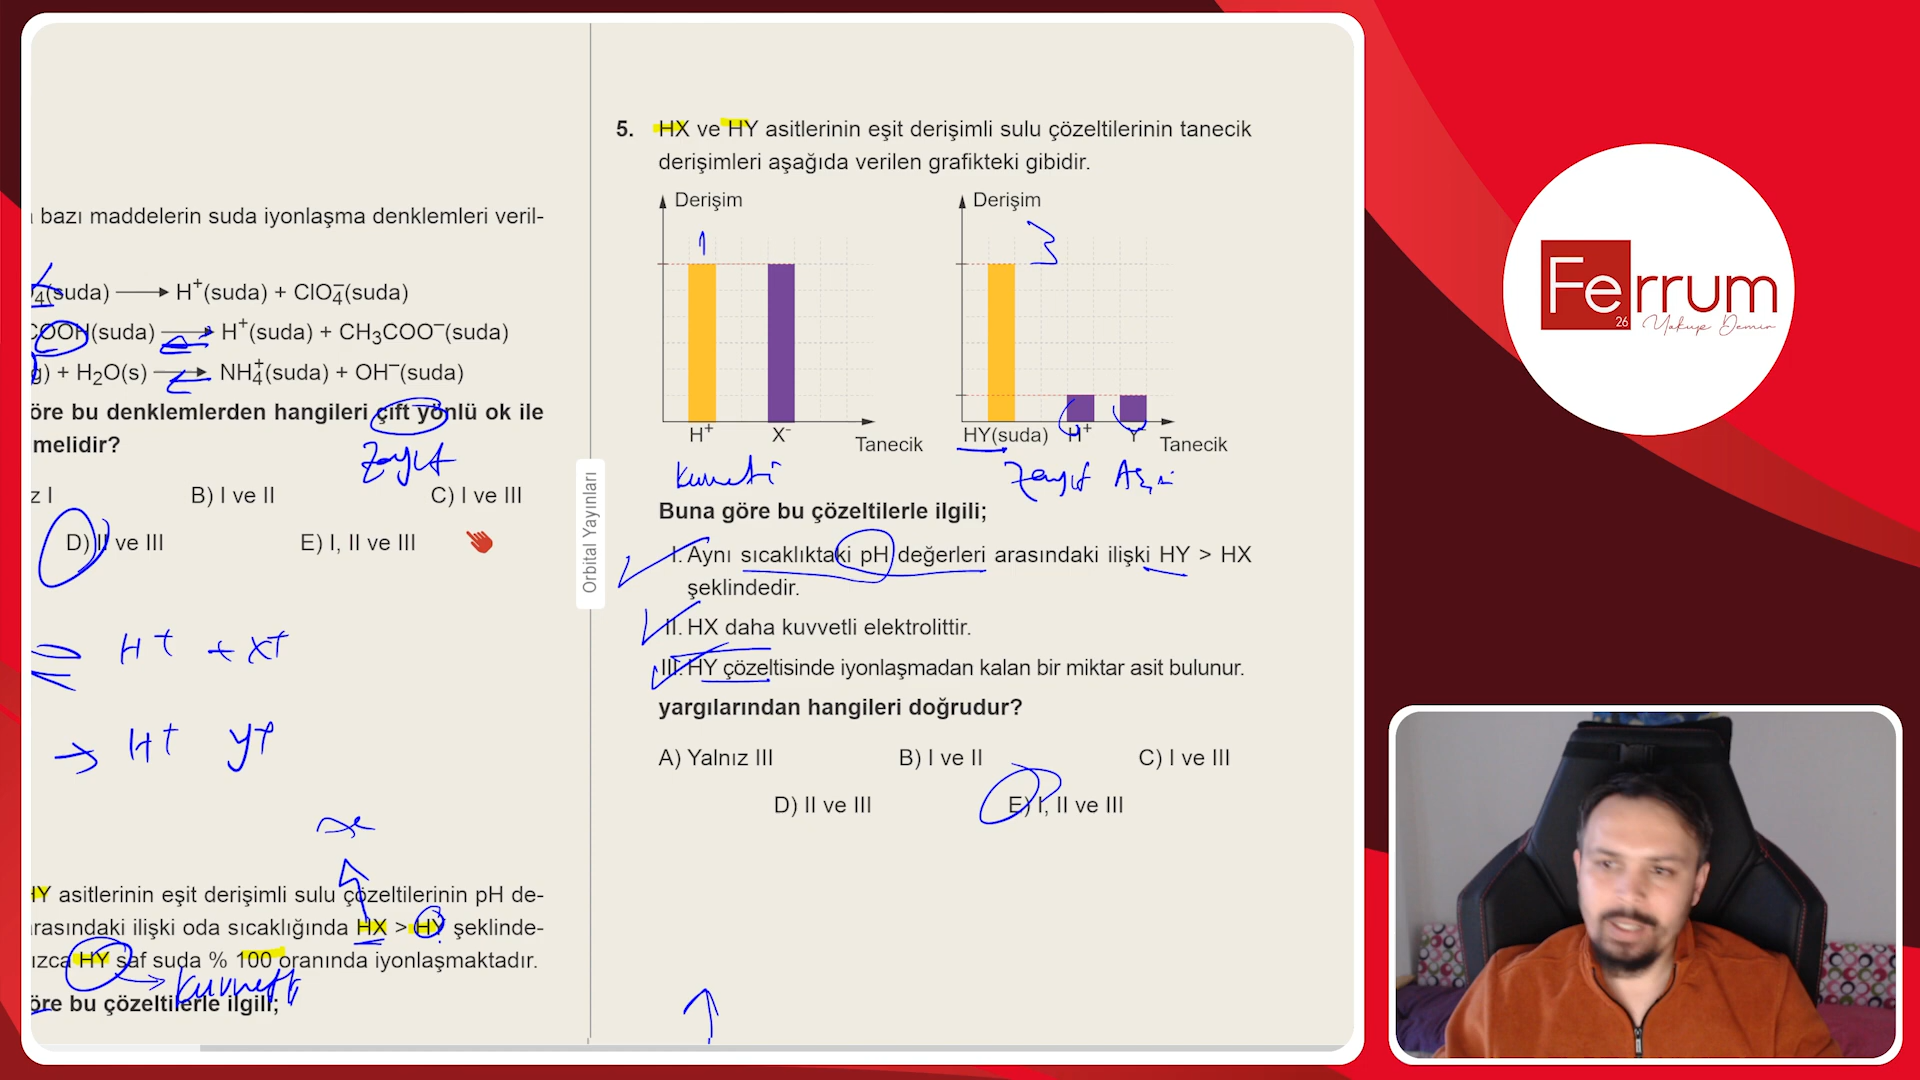 ı bazı maddelerin suda iyonlaşma denklemleri veril-
4(suda) ⟶ H⁺(suda) + ClO₄⁻(suda)
COOH(suda) ⟶ H⁺(suda) + CH₃COO⁻(suda)
g) + H₂O(s) ⟶ NH₄⁺(suda) + OH⁻(suda)
öre bu denklemlerden hangileri çift yönlü ok ile
melidir?
zayıf
z I
B) I ve II
C) I ve III
D) II ve III
E) I, II ve III
H⁺ + X⁺
→ H⁺ Y⁺
HY asitlerinin eşit derişimli sulu çözeltilerinin pH de-
arasındaki ilişki oda sıcaklığında HX > HY şeklinde-
ızca HY saf suda % 100 oranında iyonlaşmaktadır.
kuvvetli
öre bu çözeltilerle ilgili;
Orbital Yayınları
5. HX ve HY asitlerinin eşit derişimli sulu çözeltilerinin tanecik
derişimleri aşağıda verilen grafikteki gibidir.
Derişim
1
H⁺ X⁻
Tanecik
kuvvetli
Derişim
3
HY(suda) H⁺ Y⁻
Tanecik
Zayıf Asit
Buna göre bu çözeltilerle ilgili;
I. Aynı sıcaklıktaki pH değerleri arasındaki ilişki HY > HX
şeklindedir.
II. HX daha kuvvetli elektrolittir.
III. HY çözeltisinde iyonlaşmadan kalan bir miktar asit bulunur.
yargılarından hangileri doğrudur?
A) Yalnız III
B) I ve II
C) I ve III
D) II ve III
E) I, II ve III
Ferrum
26
Yakup Demir